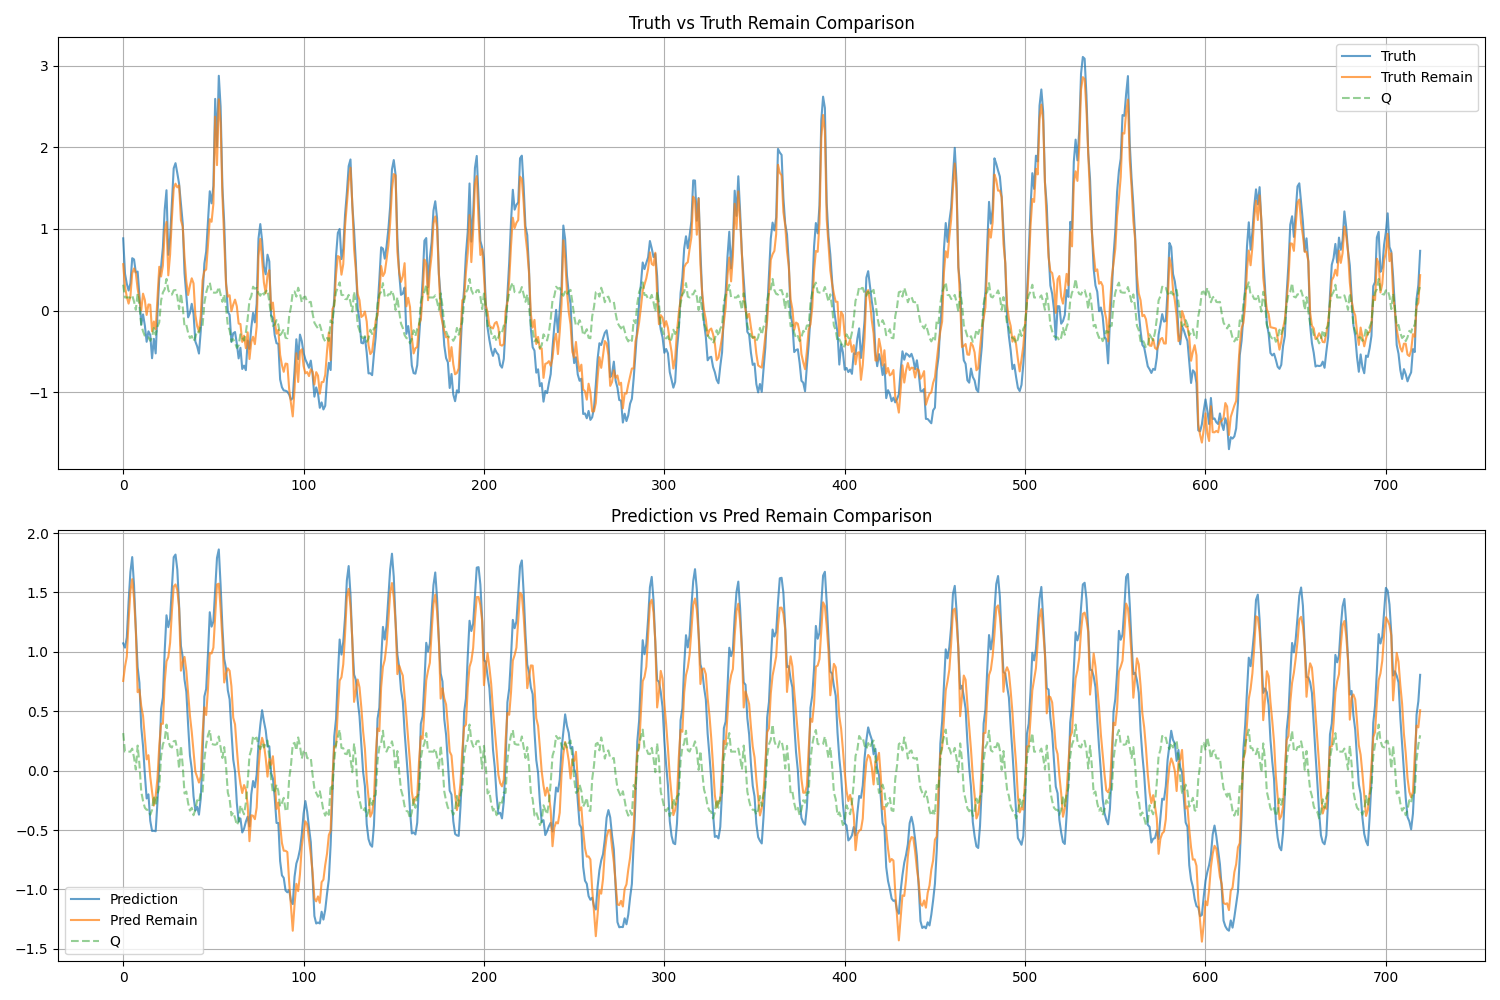 Truth vs Truth Remain Comparison
3
2
1
0
−1
Truth
Truth Remain
Q
0 100 200 300 400 500 600 700
Prediction vs Pred Remain Comparison
2.0
1.5
1.0
0.5
0.0
−0.5
−1.0
−1.5
Prediction
Pred Remain
Q
0 100 200 300 400 500 600 700